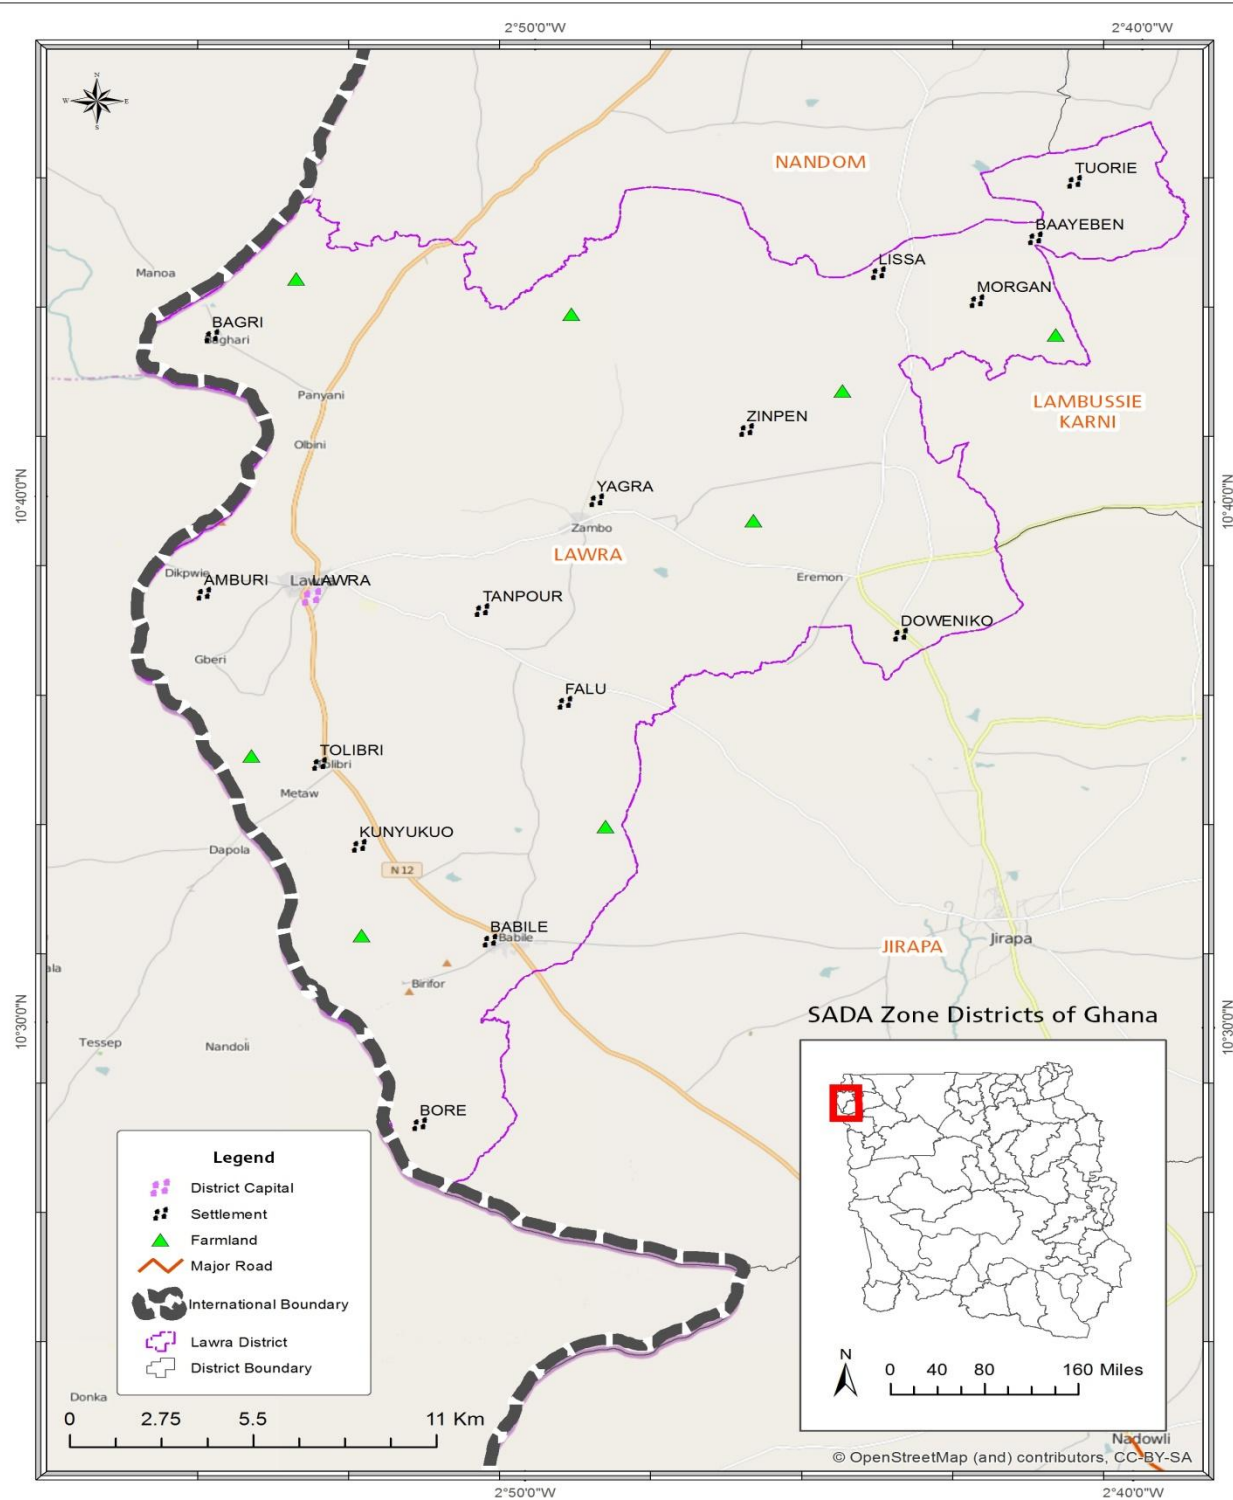 2°50'0"W
2°40'0"W
N
W
E
S
NANDOM
TUORIE
BAAYEBEN
LISSA
MORGAN
Manoa
BAGRI
Baghari
Panyani
LAMBUSSIE
KARNI
ZINPEN
Olbini
YAGRA
10°40'0"N
10°40'0"N
Zambo
LAWRA
Dikpwie
AMBURI
Lawra
LAWRA
Eremon
TANPOUR
DOWENIKO
Gberi
FALU
TOLIBRI
Tolibri
Metaw
KUNYUKUO
Dapola
N 12
BABILE
Babile
JIRAPA
Jirapa
ala
Birifor
10°30'0"N
10°30'0"N
Tessep
Nandoli
SADA Zone Districts of Ghana
BORE
Legend
District Capital
Settlement
Farmland
Major Road
International Boundary
Lawra District
District Boundary
N
0 40 80 160 Miles
Donka
0 2.75 5.5 11 Km
Nadowli
© OpenStreetMap (and) contributors, CC-BY-SA
2°50'0"W
2°40'0"W